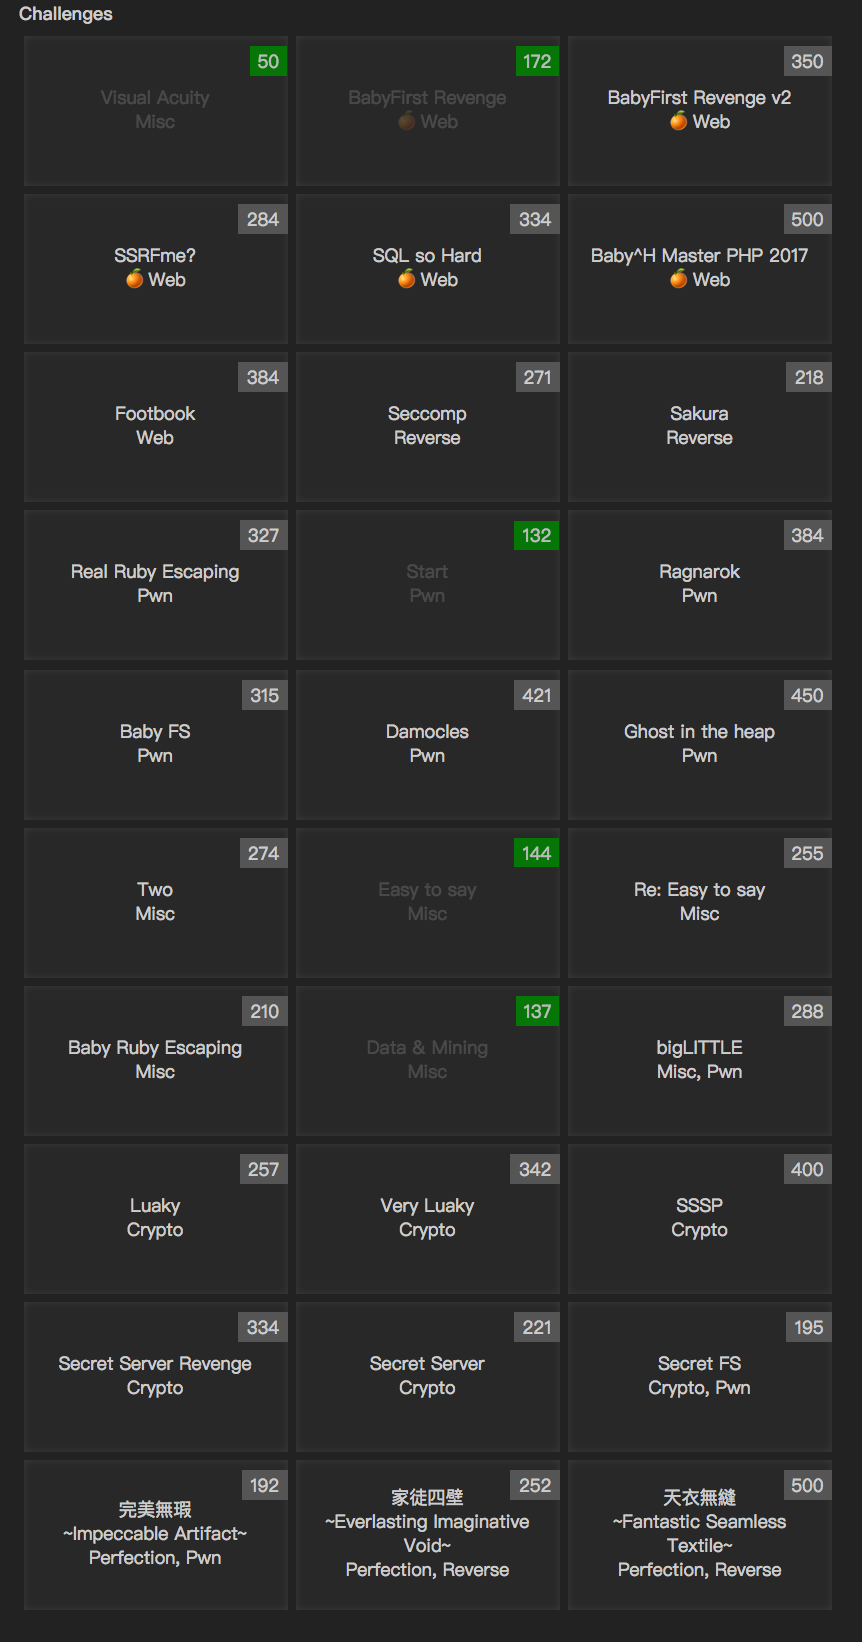 Challenges
50
Visual Acuity
Misc
172
BabyFirst Revenge
🍊 Web
350
BabyFirst Revenge v2
🍊 Web
284
SSRFme?
🍊 Web
334
SQL so Hard
🍊 Web
500
Baby^H Master PHP 2017
🍊 Web
384
Footbook
Web
271
Seccomp
Reverse
218
Sakura
Reverse
327
Real Ruby Escaping
Pwn
132
Start
Pwn
384
Ragnarok
Pwn
315
Baby FS
Pwn
421
Damocles
Pwn
450
Ghost in the heap
Pwn
274
Two
Misc
144
Easy to say
Misc
255
Re: Easy to say
Misc
210
Baby Ruby Escaping
Misc
137
Data & Mining
Misc
288
bigLITTLE
Misc, Pwn
257
Luaky
Crypto
342
Very Luaky
Crypto
400
SSSP
Crypto
334
Secret Server Revenge
Crypto
221
Secret Server
Crypto
195
Secret FS
Crypto, Pwn
192
完美無瑕
~Impeccable Artifact~
Perfection, Pwn
252
家徒四壁
~Everlasting Imaginative
Void~
Perfection, Reverse
500
天衣無縫
~Fantastic Seamless
Textile~
Perfection, Reverse